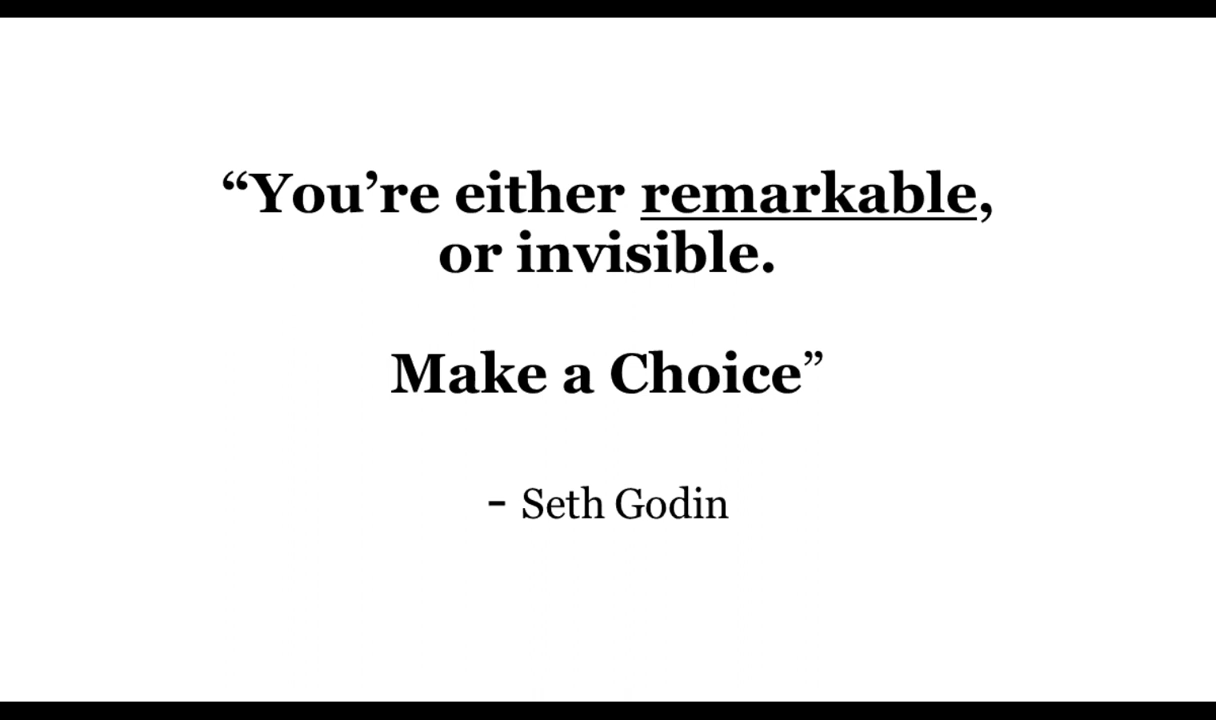 “You’re either remarkable,
or invisible.
Make a Choice”
- Seth Godin